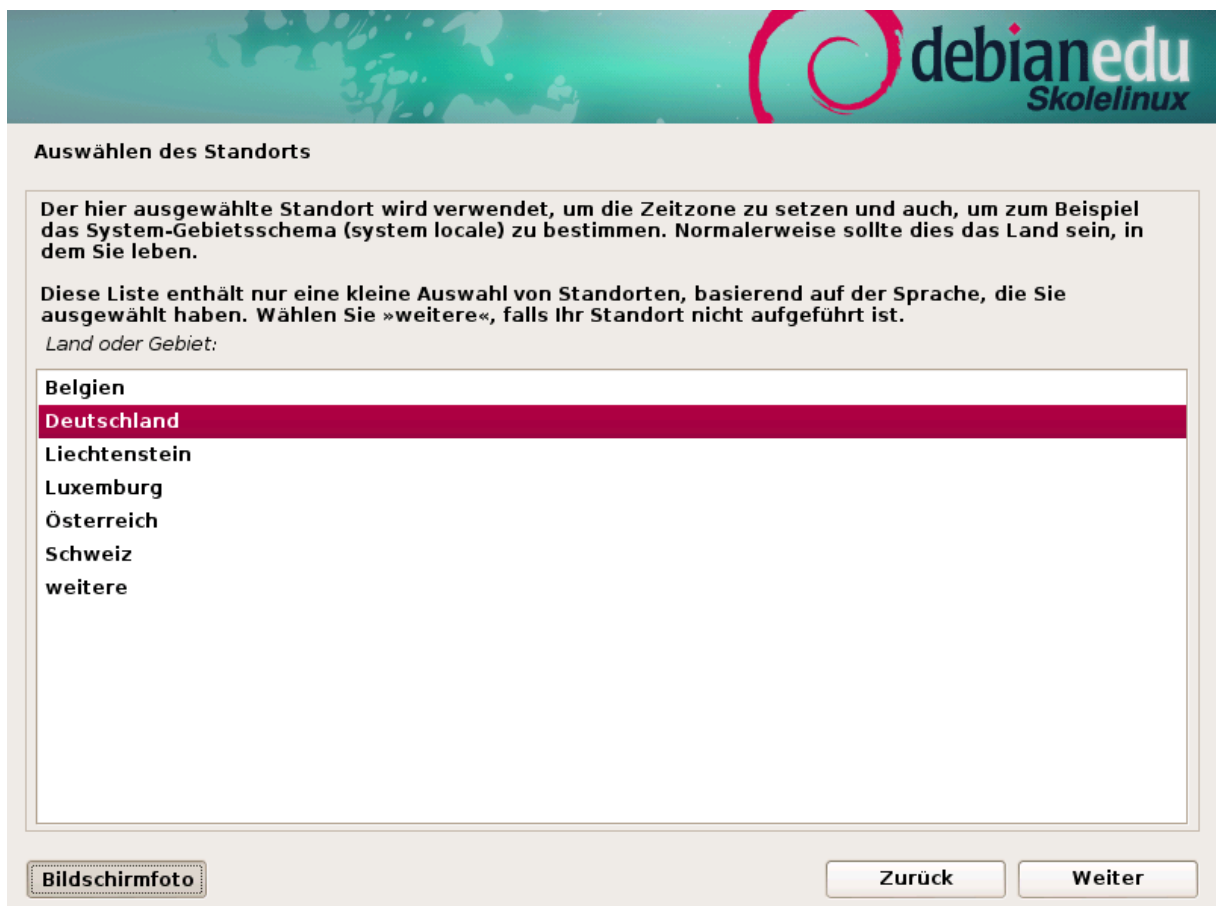 debianedu
Skolelinux
Auswählen des Standorts
Der hier ausgewählte Standort wird verwendet, um die Zeitzone zu setzen und auch, um zum Beispiel
das System-Gebietsschema (system locale) zu bestimmen. Normalerweise sollte dies das Land sein, in
dem Sie leben.
Diese Liste enthält nur eine kleine Auswahl von Standorten, basierend auf der Sprache, die Sie
ausgewählt haben. Wählen Sie »weitere«, falls Ihr Standort nicht aufgeführt ist.
Land oder Gebiet:
Belgien
Deutschland
Liechtenstein
Luxemburg
Österreich
Schweiz
weitere
Bildschirmfoto
Zurück
Weiter